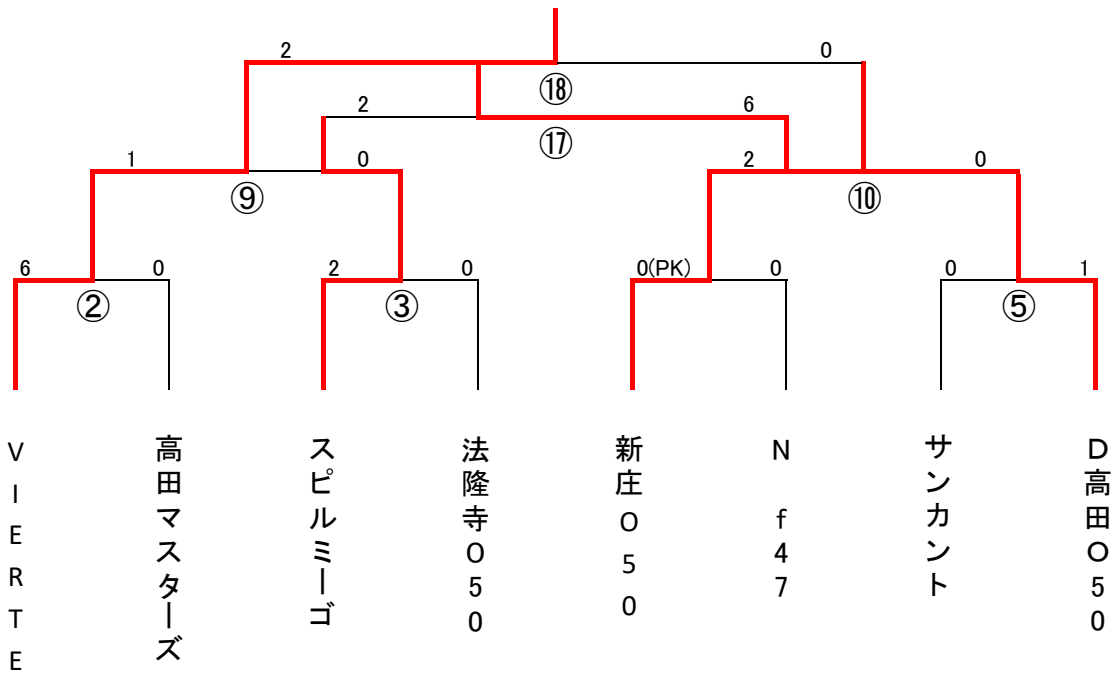 2 0
⑱
2 6
⑰
1 0 2 0
⑨ ⑩
6 0 2 0 0(PK) 0 0 1
② ③ ⑤
VIERTE
高田マスターズ
スピルミーゴ
法隆寺O50
新庄O50
N f47
サンカント
D高田O50